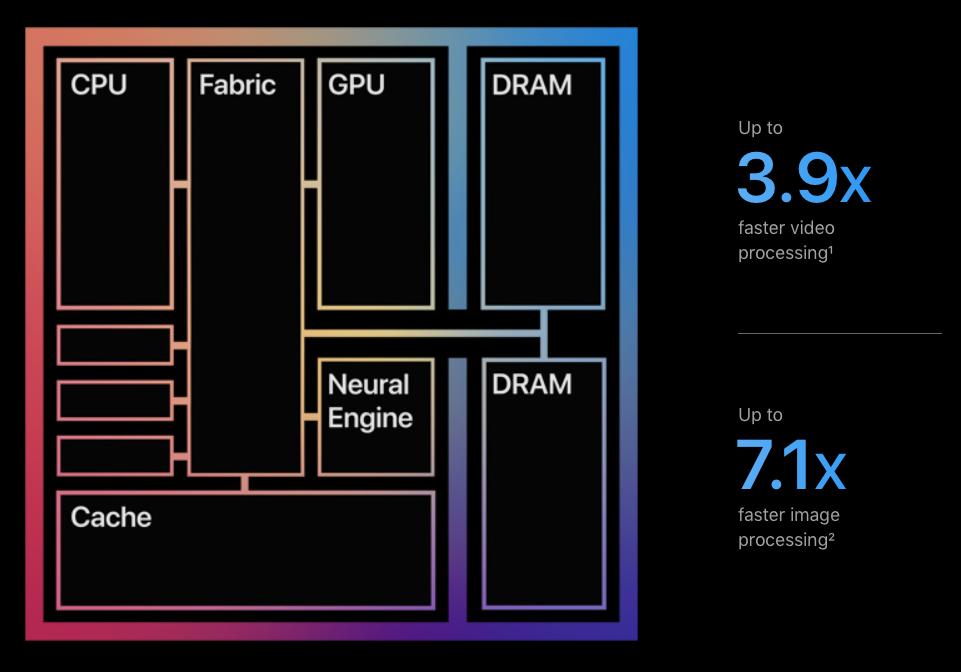 CPU
Fabric
GPU
DRAM
Neural
Engine
DRAM
Cache
Up to
3.9x
faster video
processing¹
Up to
7.1x
faster image
processing²